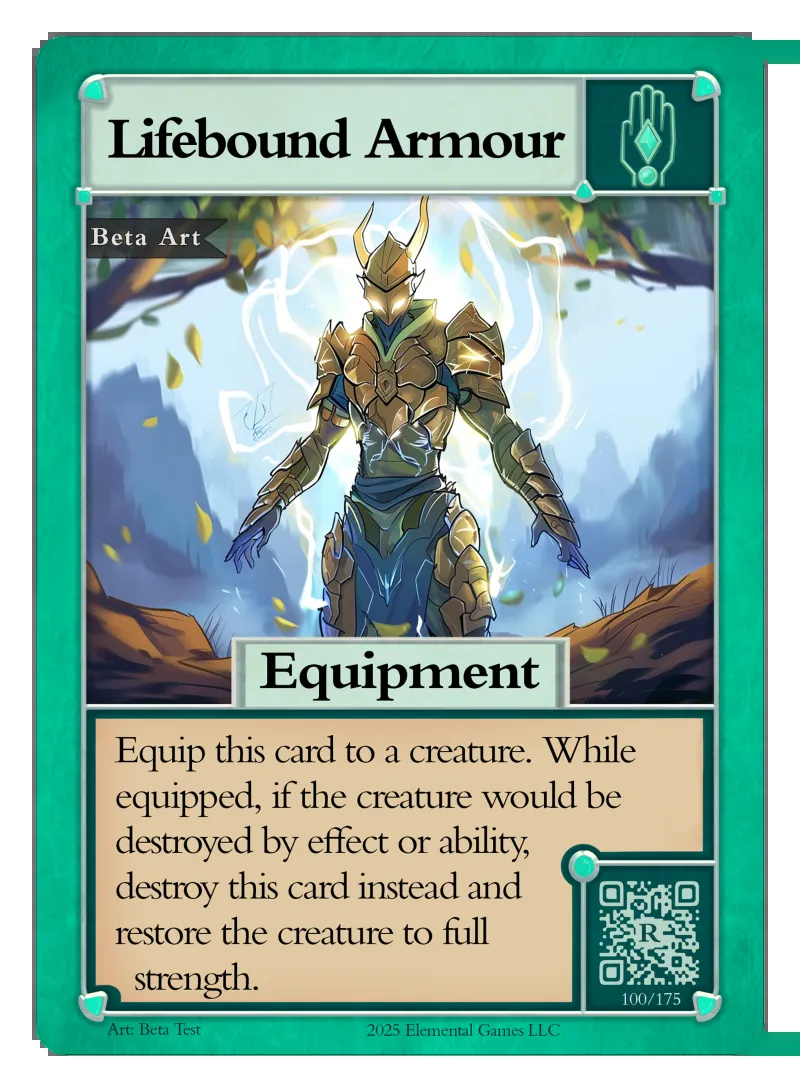 Lifebound Armour
Beta Art
Equipment
Equip this card to a creature. While
equipped, if the creature would be
destroyed by effect or ability,
destroy this card instead and
restore the creature to full
strength.
R
100/175
Art: Beta Test
2025 Elemental Games LLC